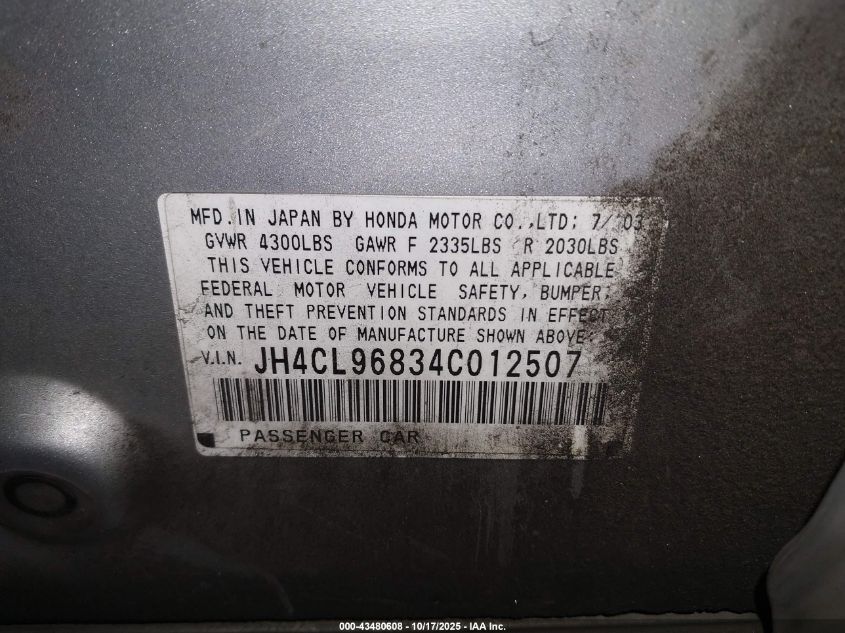 MFD. IN JAPAN BY HONDA MOTOR CO.,LTD; 7/ 03
GVWR 4300LBS GAWR F 2335LBS R 2030LBS
THIS VEHICLE CONFORMS TO ALL APPLICABLE
FEDERAL MOTOR VEHICLE SAFETY, BUMPER,
AND THEFT PREVENTION STANDARDS IN EFFECT
ON THE DATE OF MANUFACTURE SHOWN ABOVE.
V.I.N. JH4CL96834C012507
PASSENGER CAR
000-43480608 - 10/17/2025 - IAA Inc.